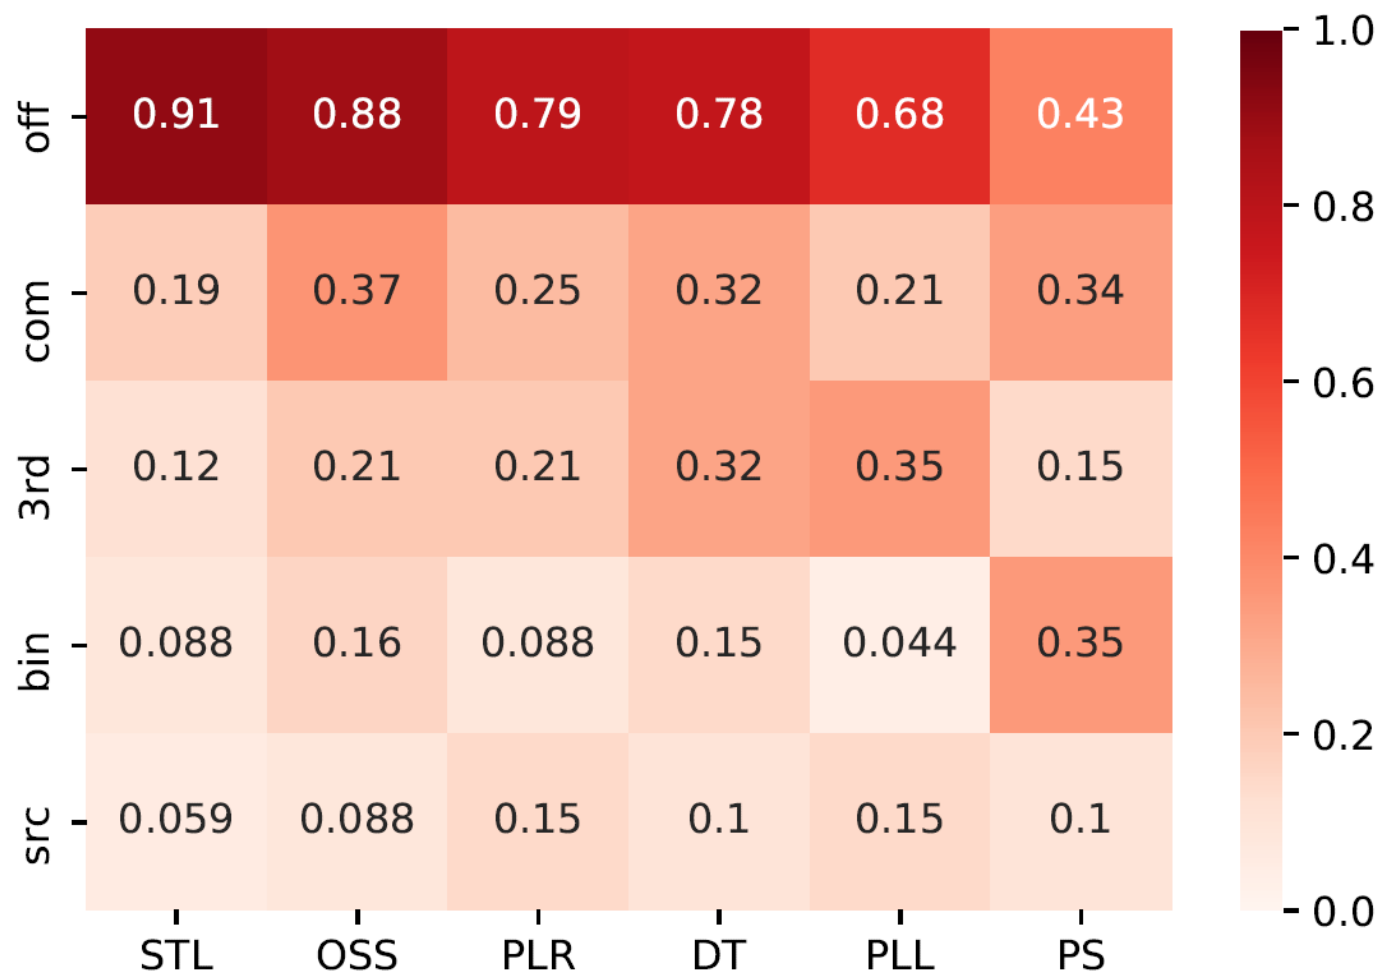 off 0.91 0.88 0.79 0.78 0.68 0.43
com 0.19 0.37 0.25 0.32 0.21 0.34
3rd 0.12 0.21 0.21 0.32 0.35 0.15
bin 0.088 0.16 0.088 0.15 0.044 0.35
src 0.059 0.088 0.15 0.1 0.15 0.1
STL OSS PLR DT PLL PS
1.0
0.8
0.6
0.4
0.2
0.0